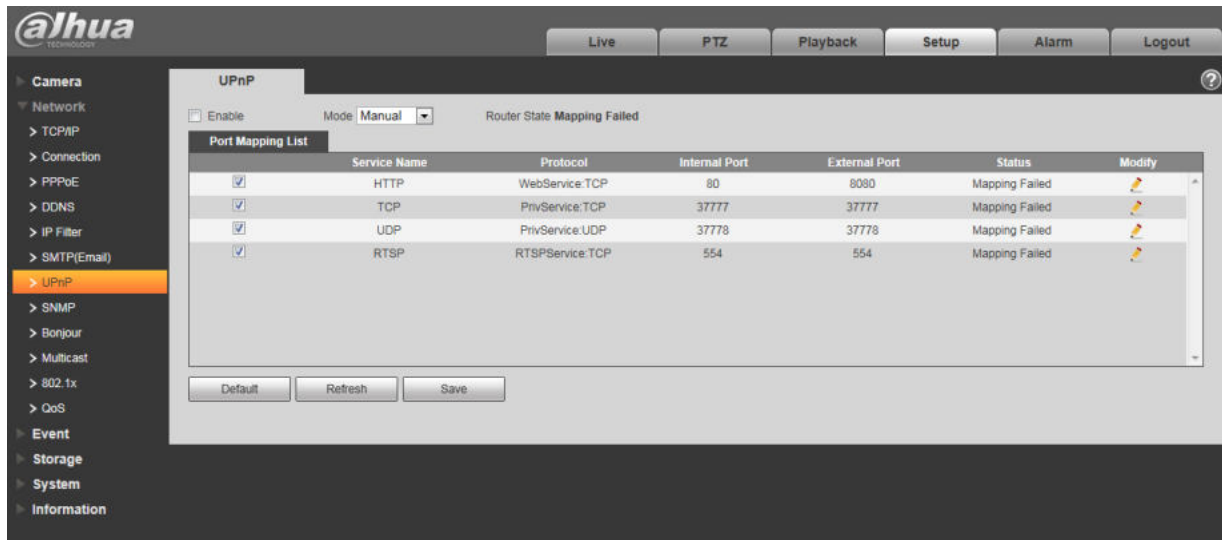 alhua
TECHNOLOGY
Live PTZ Playback Setup Alarm Logout
Camera
Network
> TCP/IP
> Connection
> PPPoE
> DDNS
> IP Filter
> SMTP(Email)
> UPnP
> SNMP
> Bonjour
> Multicast
> 802.1x
> QoS
Event
Storage
System
Information
UPnP
?
Enable Mode Manual Router State Mapping Failed
Port Mapping List
Service Name Protocol Internal Port External Port Status Modify
HTTP WebService:TCP 80 8080 Mapping Failed
TCP PrivService:TCP 37777 37777 Mapping Failed
UDP PrivService:UDP 37778 37778 Mapping Failed
RTSP RTSPService:TCP 554 554 Mapping Failed
Default Refresh Save